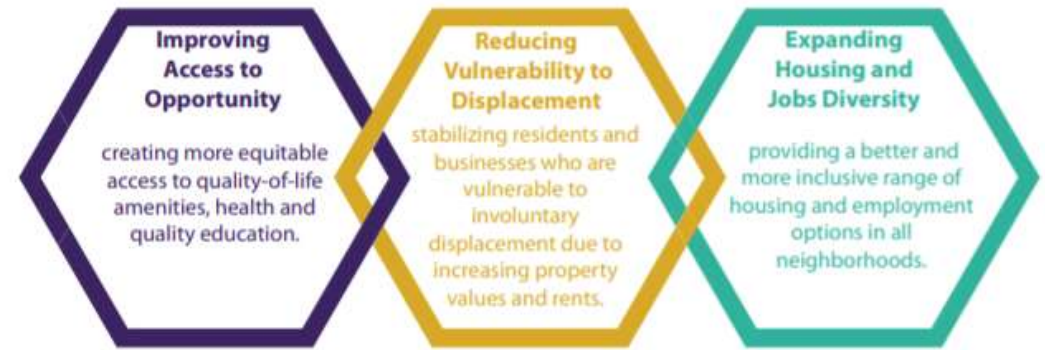 Improving
Access to
Opportunity
creating more equitable
access to quality-of-life
amenities, health and
quality education.
Reducing
Vulnerability to
Displacement
stabilizing residents and
businesses who are
vulnerable to
involuntary
displacement due to
increasing property
values and rents.
Expanding
Housing and
Jobs Diversity
providing a better and
more inclusive range of
housing and employment
options in all
neighborhoods.